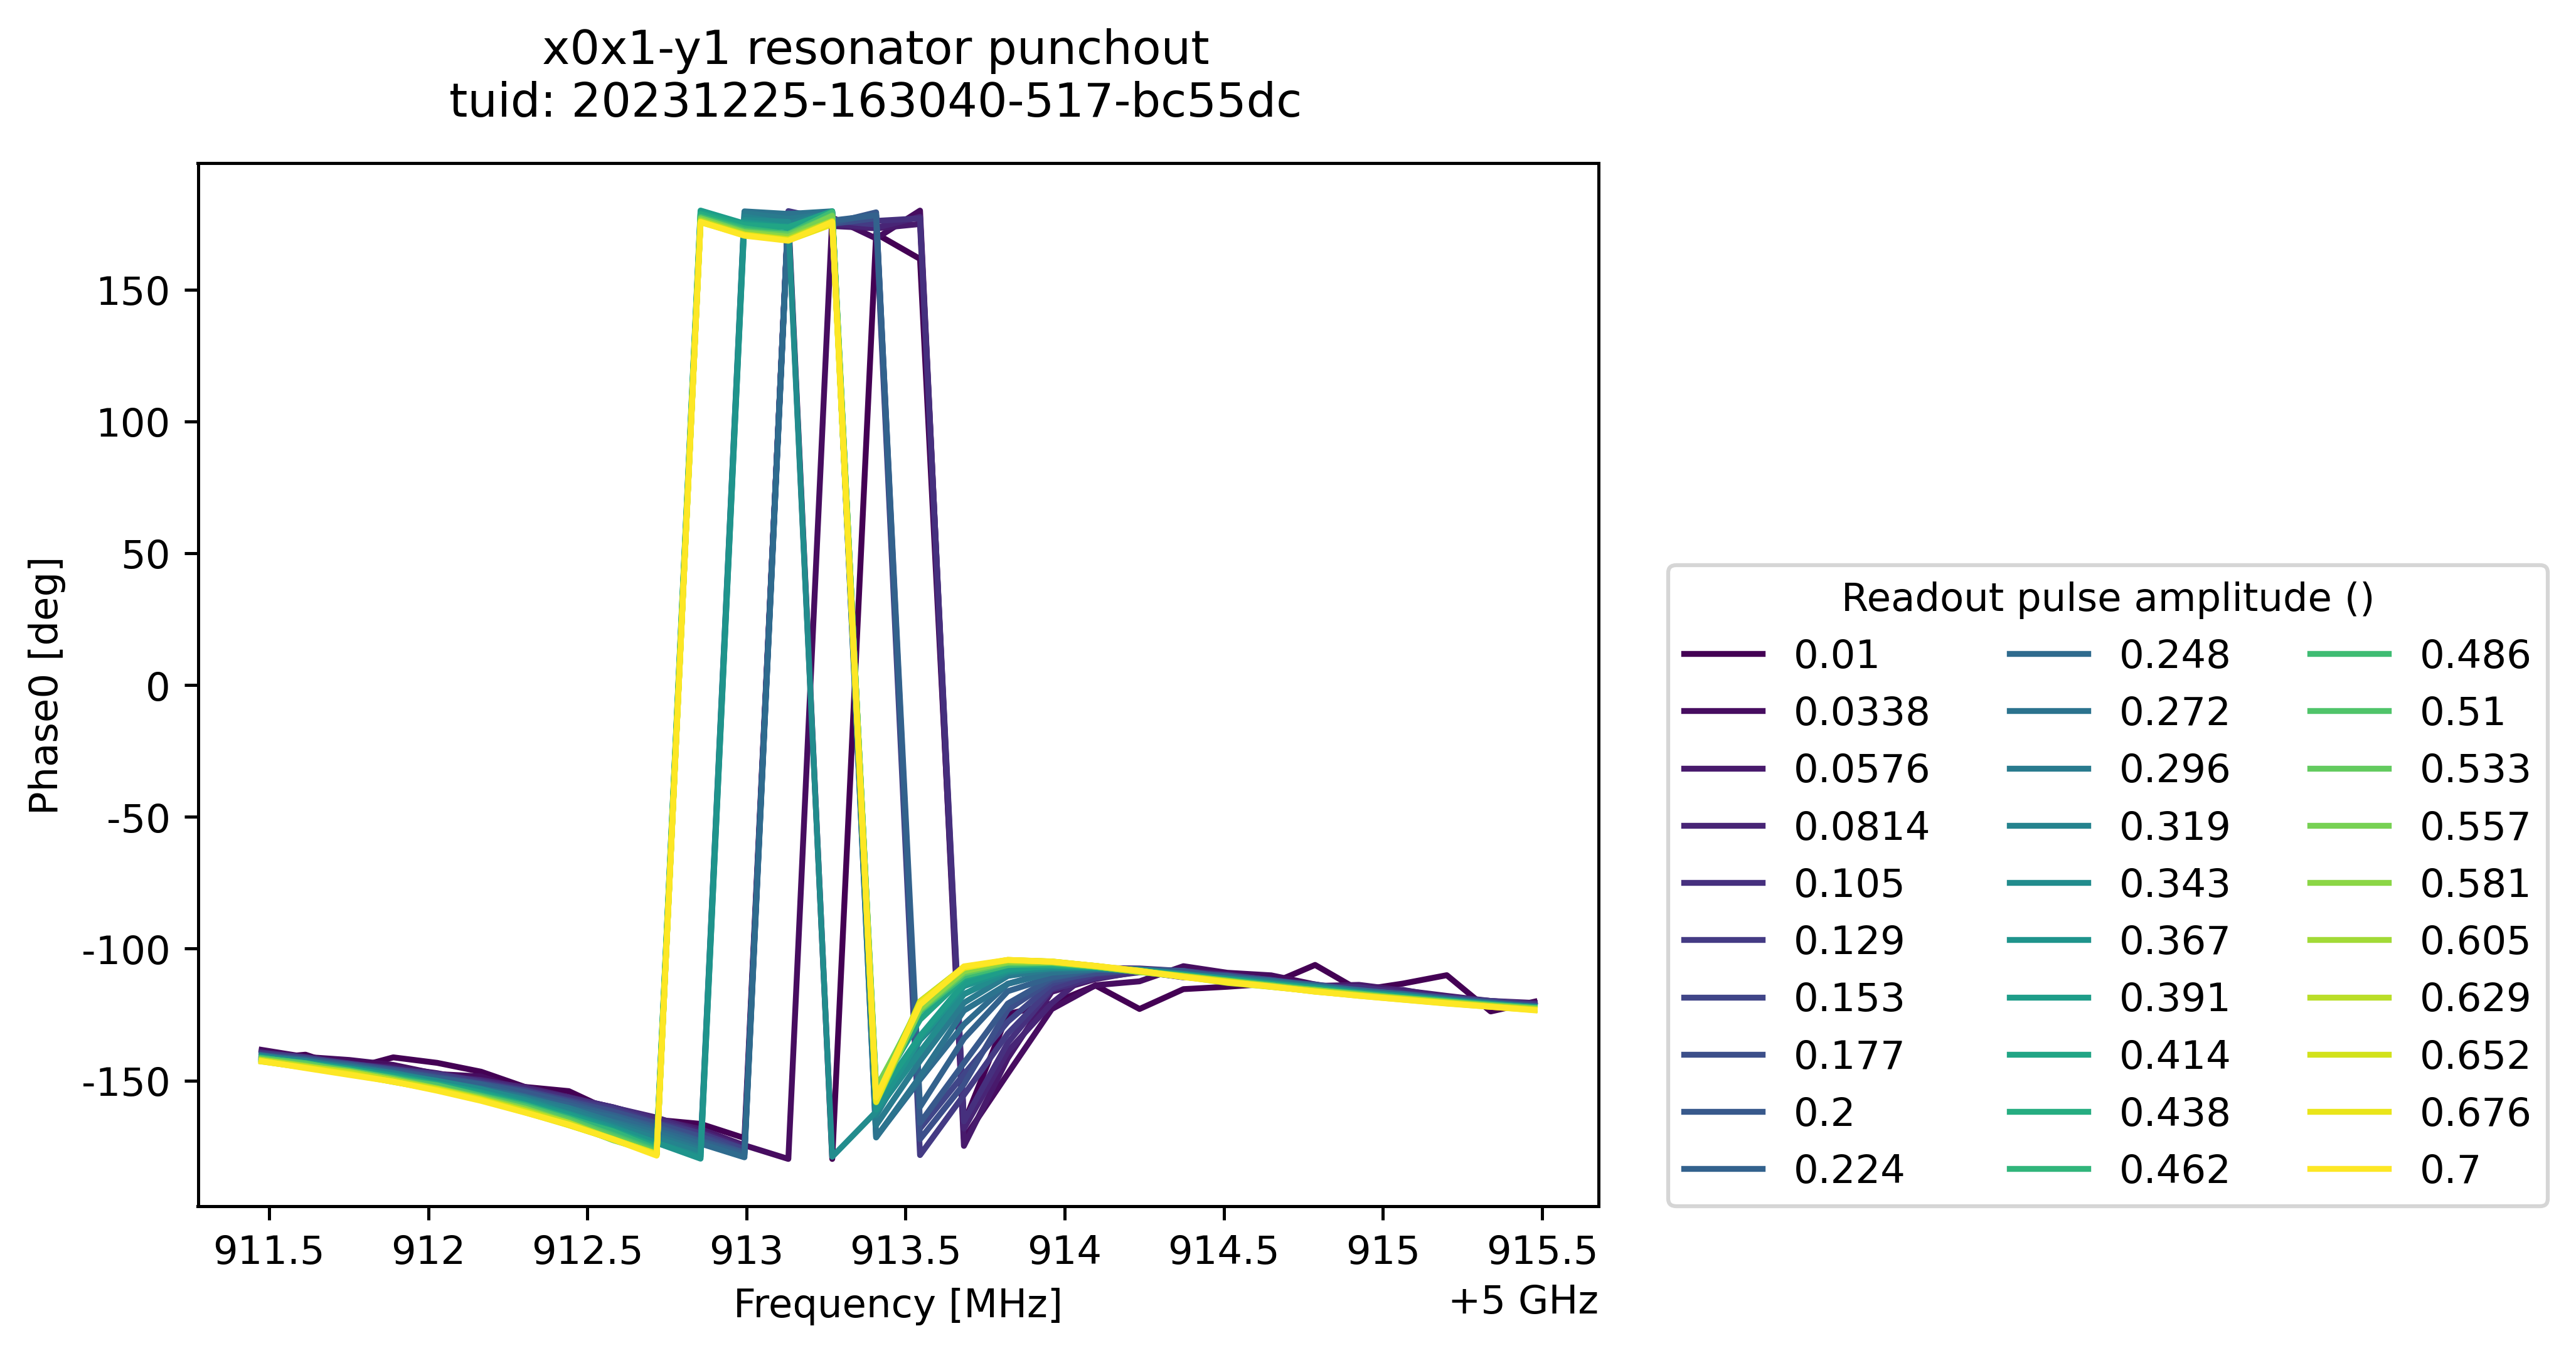 x0x1-y1 resonator punchout
tuid: 20231225-163040-517-bc55dc
Phase0 [deg]
150
100
50
0
-50
-100
-150
911.5 912 912.5 913 913.5 914 914.5 915 915.5
Frequency [MHz]
+5 GHz
Readout pulse amplitude ()
0.01 0.248 0.486
0.0338 0.272 0.51
0.0576 0.296 0.533
0.0814 0.319 0.557
0.105 0.343 0.581
0.129 0.367 0.605
0.153 0.391 0.629
0.177 0.414 0.652
0.2 0.438 0.676
0.224 0.462 0.7